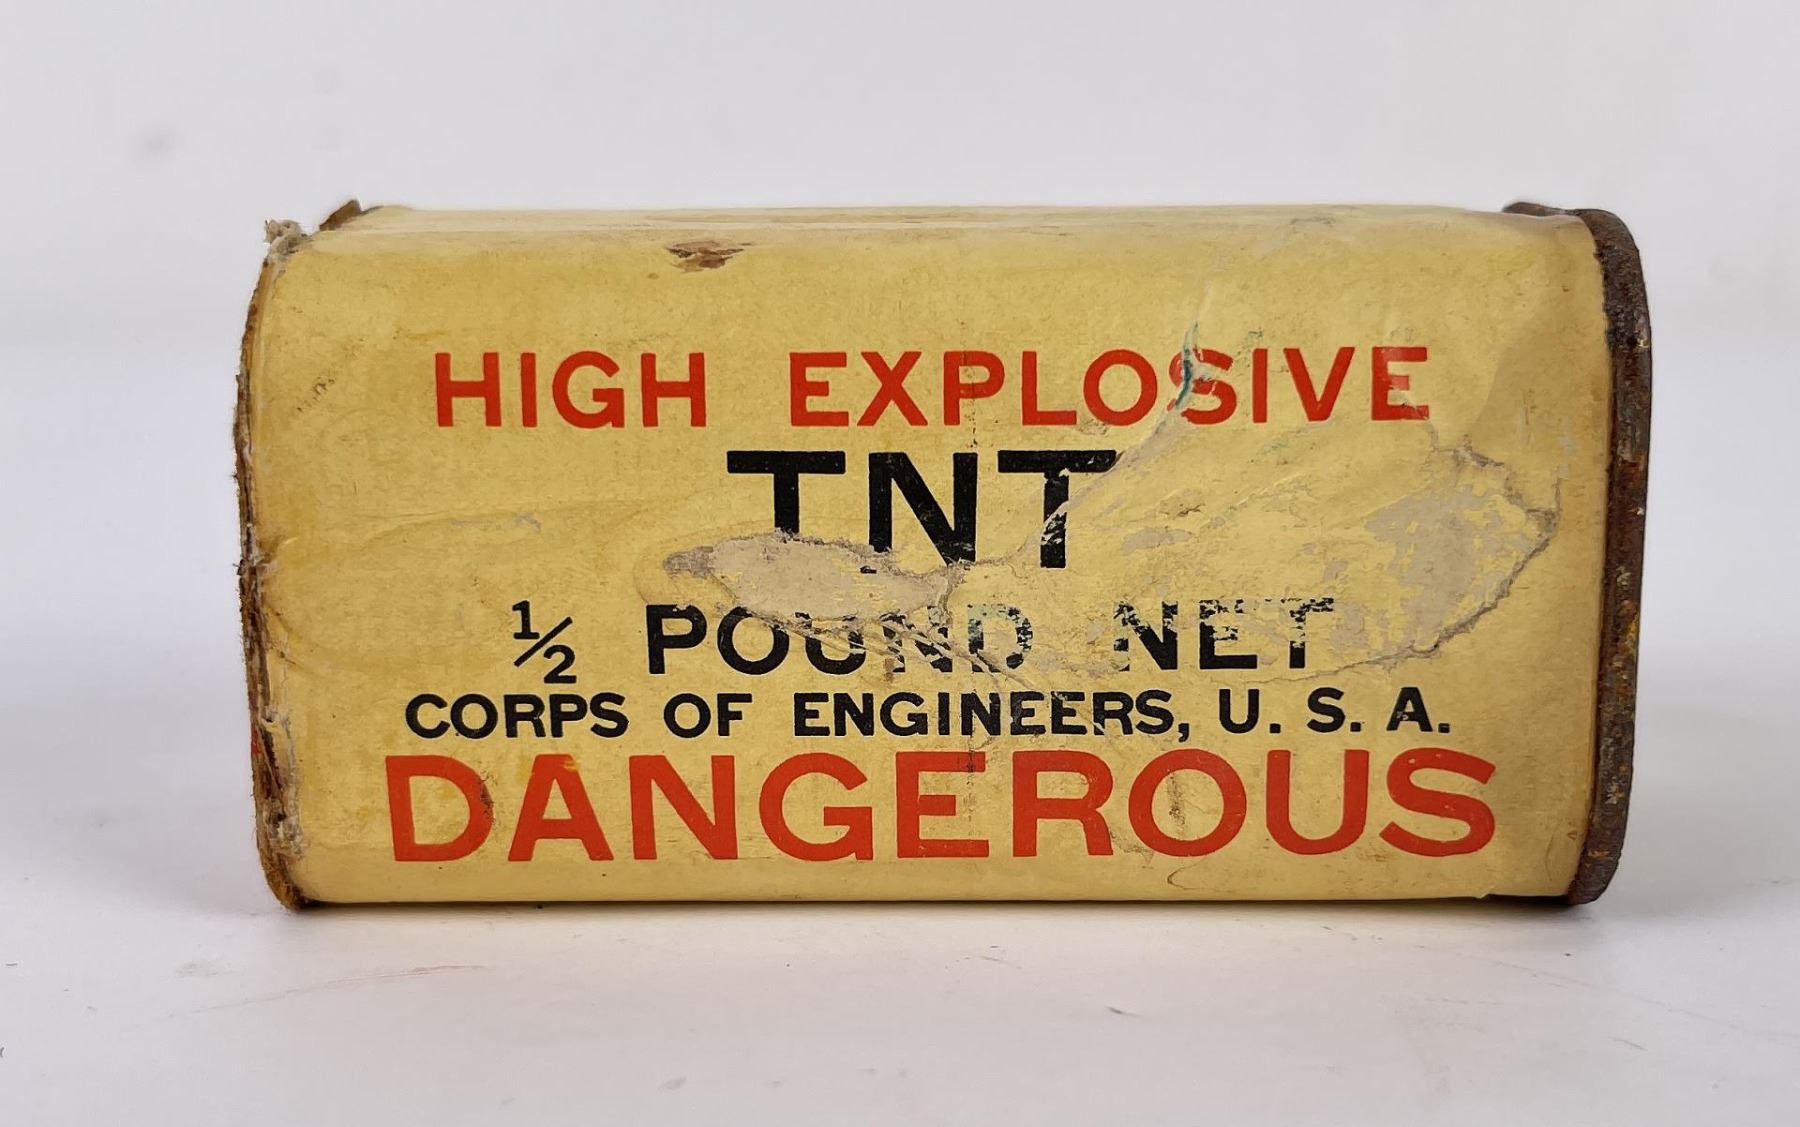 HIGH EXPLOSIVE
TNT
½ POUND NET
CORPS OF ENGINEERS, U. S. A.
DANGEROUS